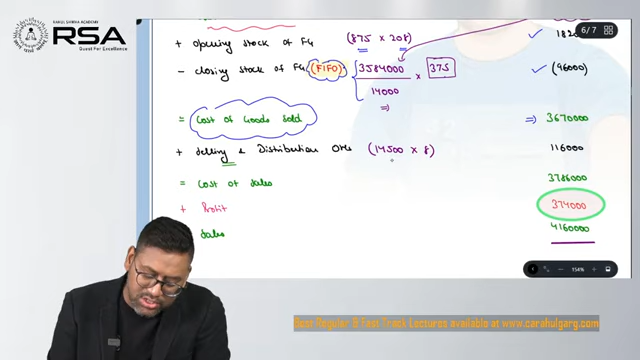 RAHUL SHARMA ACADEMY
RSA
Quest For Excellence
6 / 7
+ opening stock of FG (875 x 208) 1820
- closing stock of FG (FIFO) 3584000 x 375 (96000)
14000
=>
= Cost of Goods Sold => 3670000
+ Selling & Distribution OHs (14500 x 8) 116000
= Cost of Sales 3786000
+ Profit 374000
Sales 4160000
154%
Best Regular & Fast Track Lectures available at www.carahulgarg.com